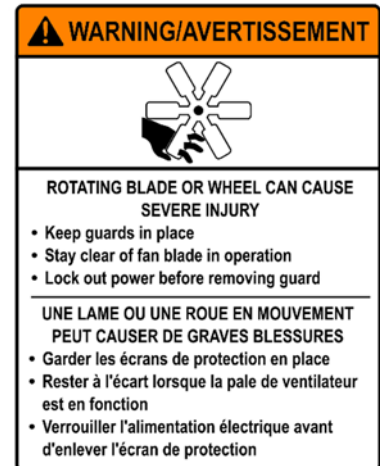 WARNING/AVERTISSEMENT
ROTATING BLADE OR WHEEL CAN CAUSE
SEVERE INJURY
• Keep guards in place
• Stay clear of fan blade in operation
• Lock out power before removing guard
UNE LAME OU UNE ROUE EN MOUVEMENT
PEUT CAUSER DE GRAVES BLESSURES
• Garder les écrans de protection en place
• Rester à l'écart lorsque la pale de ventilateur
est en fonction
• Verrouiller l'alimentation électrique avant
d'enlever l'écran de protection